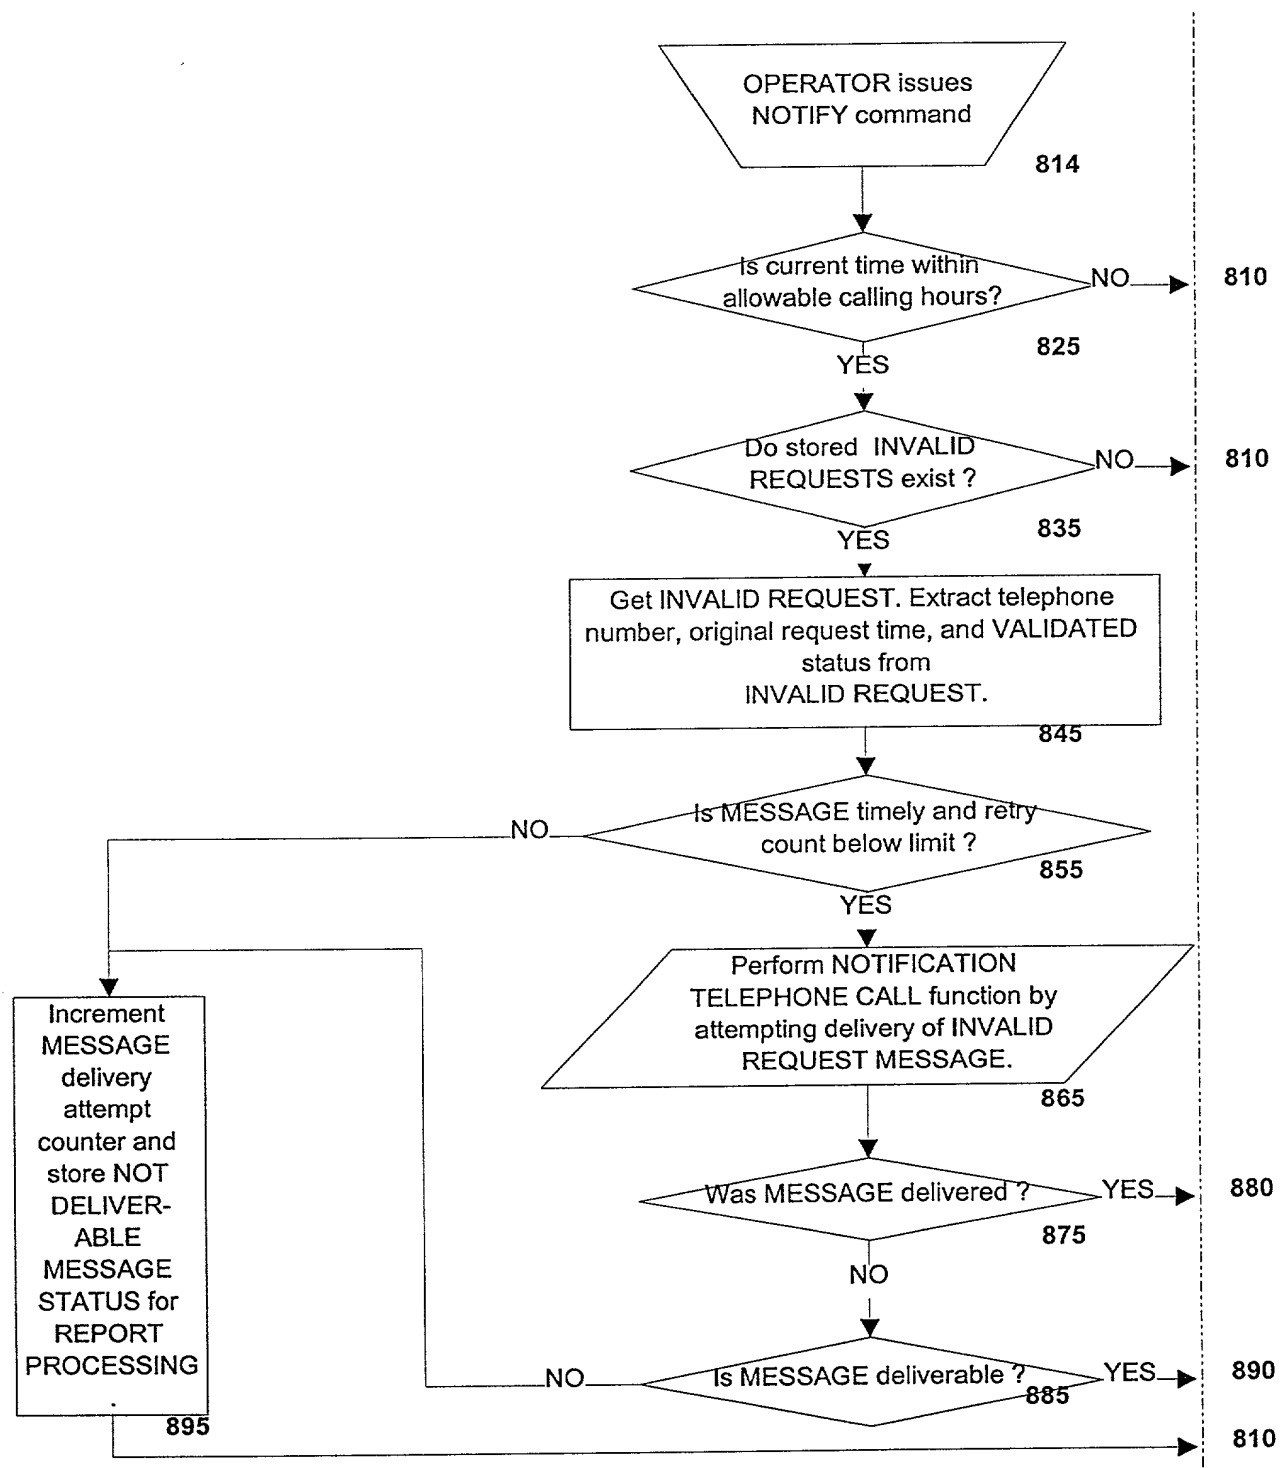 OPERATOR issues
NOTIFY command
814
Is current time within
allowable calling hours?
NO
810
825
YES
Do stored INVALID
REQUESTS exist ?
NO
810
835
YES
Get INVALID REQUEST. Extract telephone
number, original request time, and VALIDATED
status from
INVALID REQUEST.
845
Is MESSAGE timely and retry
count below limit ?
NO
855
YES
Perform NOTIFICATION
TELEPHONE CALL function by
attempting delivery of INVALID
REQUEST MESSAGE.
865
Increment
MESSAGE
delivery
attempt
counter and
store NOT
DELIVER-
ABLE
MESSAGE
STATUS for
REPORT
PROCESSING
.
895
Was MESSAGE delivered ?
YES
880
875
NO
Is MESSAGE deliverable ?
YES
890
885
NO
810